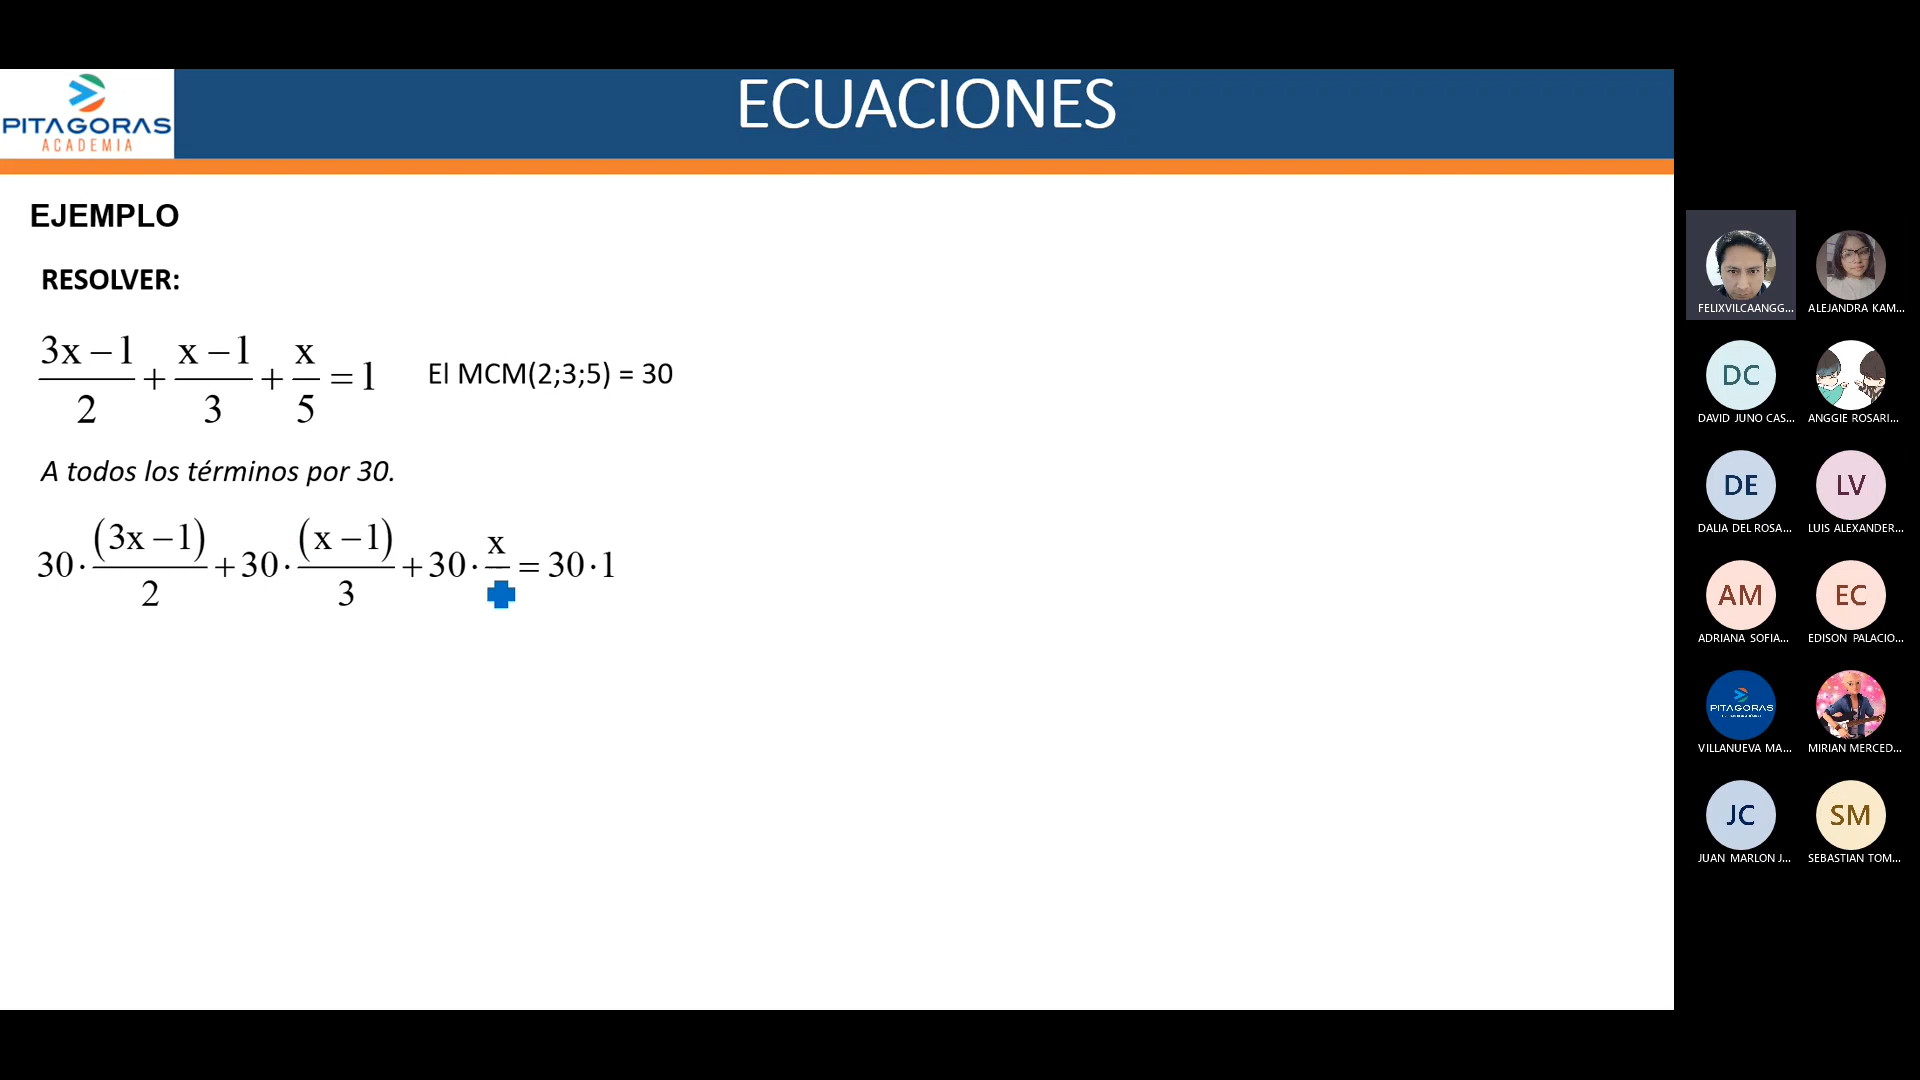 PITAGORAS
ACADEMIA
ECUACIONES
EJEMPLO
RESOLVER:
(3x − 1)/2 + (x − 1)/3 + x/5 = 1
El MCM(2;3;5) = 30
A todos los términos por 30.
30 · (3x − 1)/2 + 30 · (x − 1)/3 + 30 · x/ = 30 · 1
FELIXVILCAANGG...
ALEJANDRA KAM...
DC
DAVID JUNO CAS...
ANGGIE ROSARI...
DE
DALIA DEL ROSA...
LV
LUIS ALEXANDER...
AM
ADRIANA SOFIA...
EC
EDISON PALACIO...
PITAGORAS
VILLANUEVA MA...
MIRIAN MERCED...
JC
JUAN MARLON J...
SM
SEBASTIAN TOM...